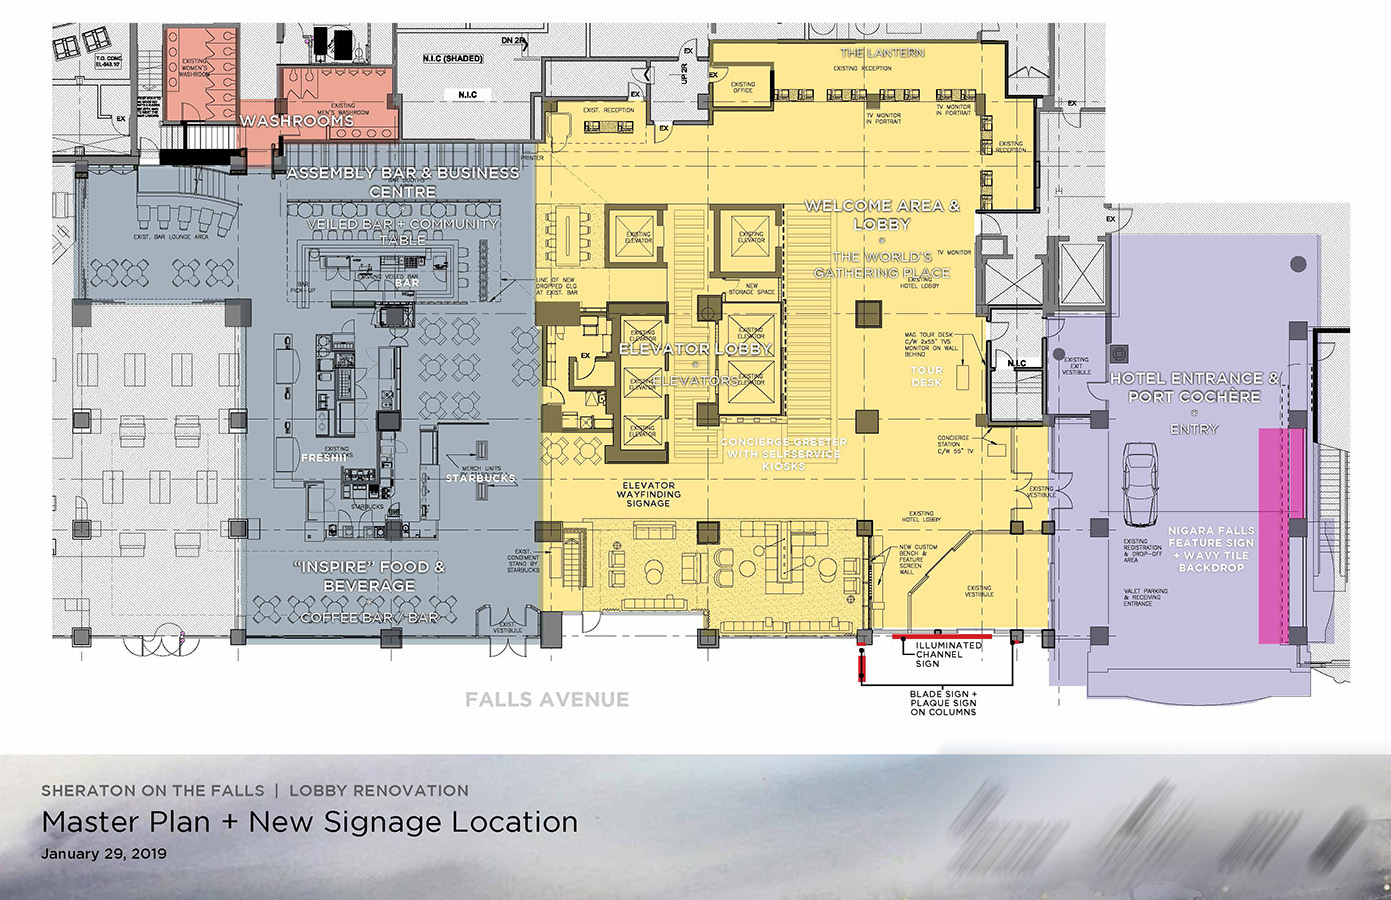 DN 2R
N.I.C (SHADED)
N.I.C
EX
UP 2R
EX
EX
EX
EX
T.O. CONC.
EX
EX
EXISTING
WOMEN'S
WASHROOM
EXISTING
MEN'S WASHROOM
WASHROOMS
THE LANTERN
EXISTING RECEPTION
EXISTING
OFFICE
EXIST. RECEPTION
TV MONITOR
IN PORTRAIT
TV MONITOR
IN PORTRAIT
TV MONITOR
IN PORTRAIT
EXISTING
RECEPTION
PRINTER
ASSEMBLY BAR & BUSINESS
CENTRE
VEILED BAR + COMMUNITY
TABLE
EXIST. BAR LOUNGE AREA
EXISTING VEILED BAR
BAR
BAR
PICK-UP
LINE OF NEW
DROPPED CLG
AT EXIST. BAR
EXISTING
ELEVATOR
EXISTING
ELEVATOR
NEW
STORAGE SPACE
WELCOME AREA &
LOBBY
*
THE WORLD'S
GATHERING PLACE
TV MONITOR
EXISTING
HOTEL LOBBY
EXISTING
ELEVATOR
EXISTING
ELEVATOR
EXISTING
ELEVATOR
EXISTING
ELEVATOR
EXISTING
ELEVATOR
EX
ELEVATOR LOBBY
*
ELEVATORS
MAG TOUR DESK
C/W 2x55" TVS
MONITOR ON WALL
BEHIND
TOUR
DESK
N.I.C
EXISTING
EXIT
VESTIBULE
HOTEL ENTRANCE &
PORT COCHÈRE
*
ENTRY
CONCIERGE GREETER
WITH SELFSERVICE
KIOSKS
CONCIERGE
STATION
C/W 55" TV
EXISTING
FRESHII
MERCH UNITS
STARBUCKS
STARBUCKS
ELEVATOR
WAYFINDING
SIGNAGE
EXISTING
VESTIBULE
EXISTING
HOTEL LOBBY
NIGARA FALLS
FEATURE SIGN
+ WAVY TILE
BACKDROP
EXISTING
REGISTRATION
& DROP-OFF
AREA
VALET PARKING
& RECEIVING
ENTRANCE
EXIST.
CONDIMENT
STAND BY
STARBUCKS
NEW CUSTOM
BENCH &
FEATURE
SCREEN
WALL
EXISTING
VESTIBULE
"INSPIRE" FOOD &
BEVERAGE
COFFEE BAR / BAR
EXIST.
VESTIBULE
ILLUMINATED
CHANNEL
SIGN
BLADE SIGN +
PLAQUE SIGN
ON COLUMNS
FALLS AVENUE
SHERATON ON THE FALLS | LOBBY RENOVATION
Master Plan + New Signage Location
January 29, 2019